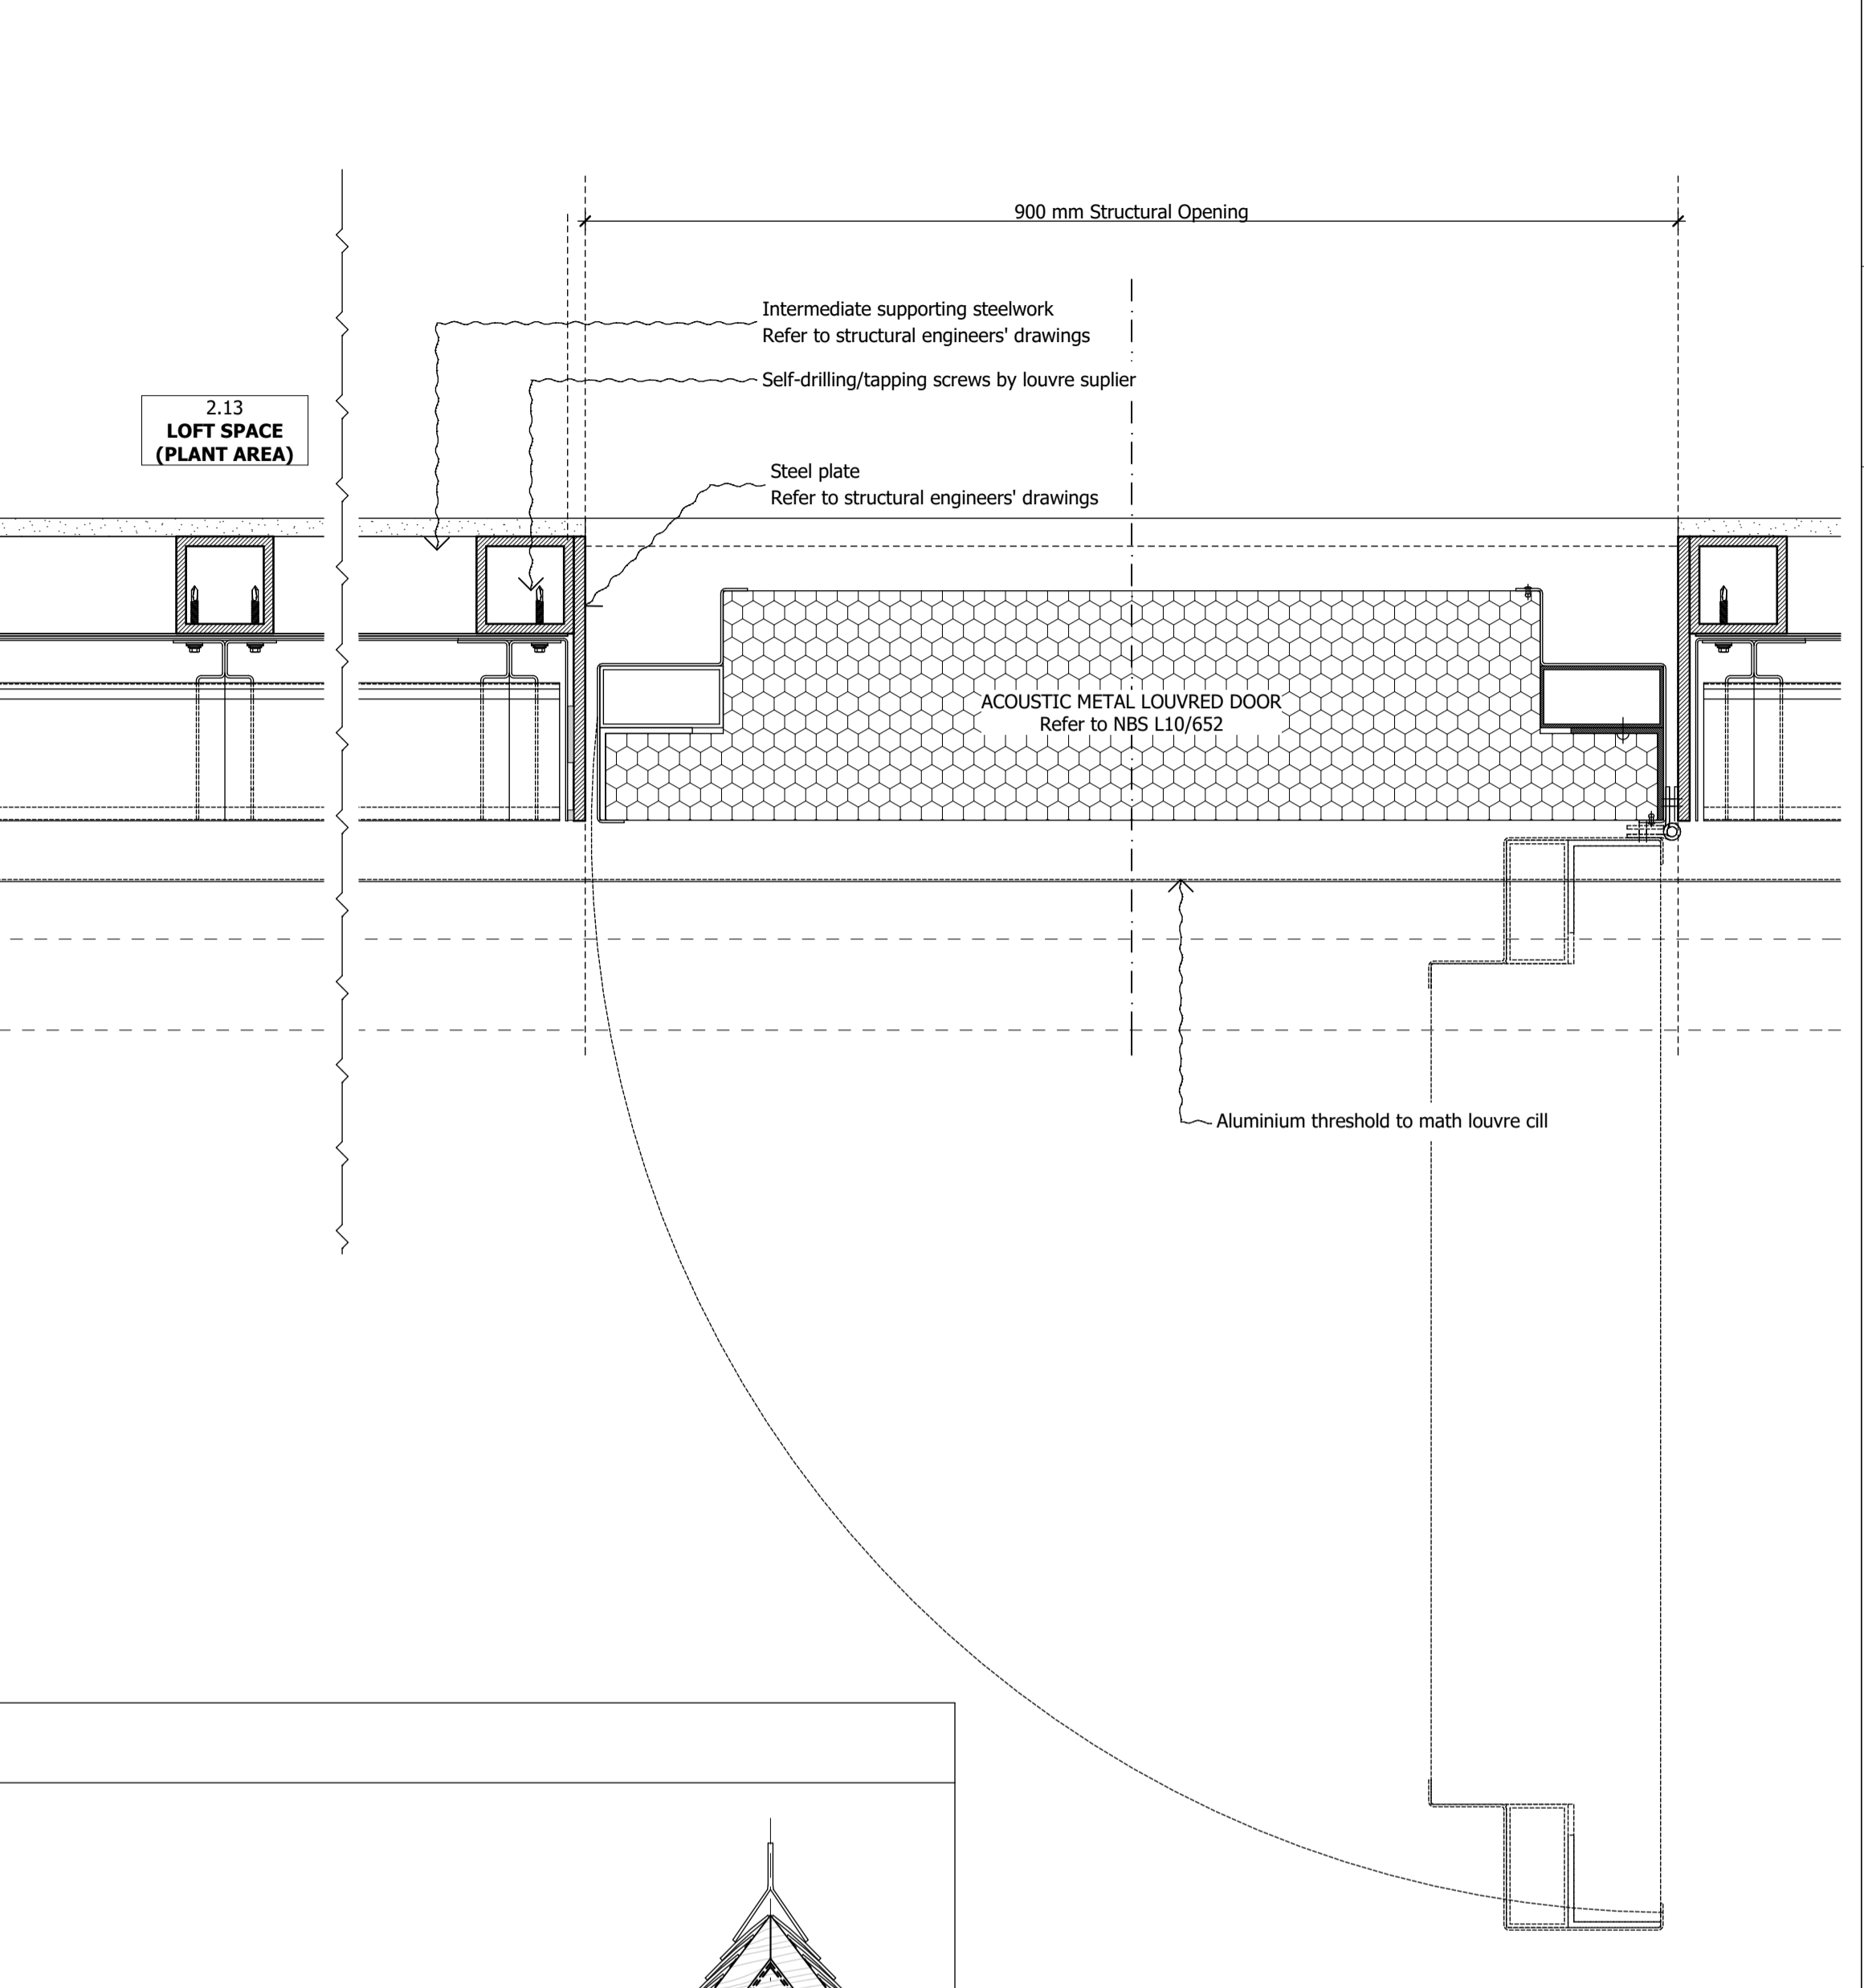 900 mm Structural Opening
Intermediate supporting steelwork
Refer to structural engineers' drawings
Self-drilling/tapping screws by louvre suplier
2.13
LOFT SPACE
(PLANT AREA)
Steel plate
Refer to structural engineers' drawings
ACOUSTIC METAL LOUVRED DOOR
Refer to NBS L10/652
Aluminium threshold to math louvre cill